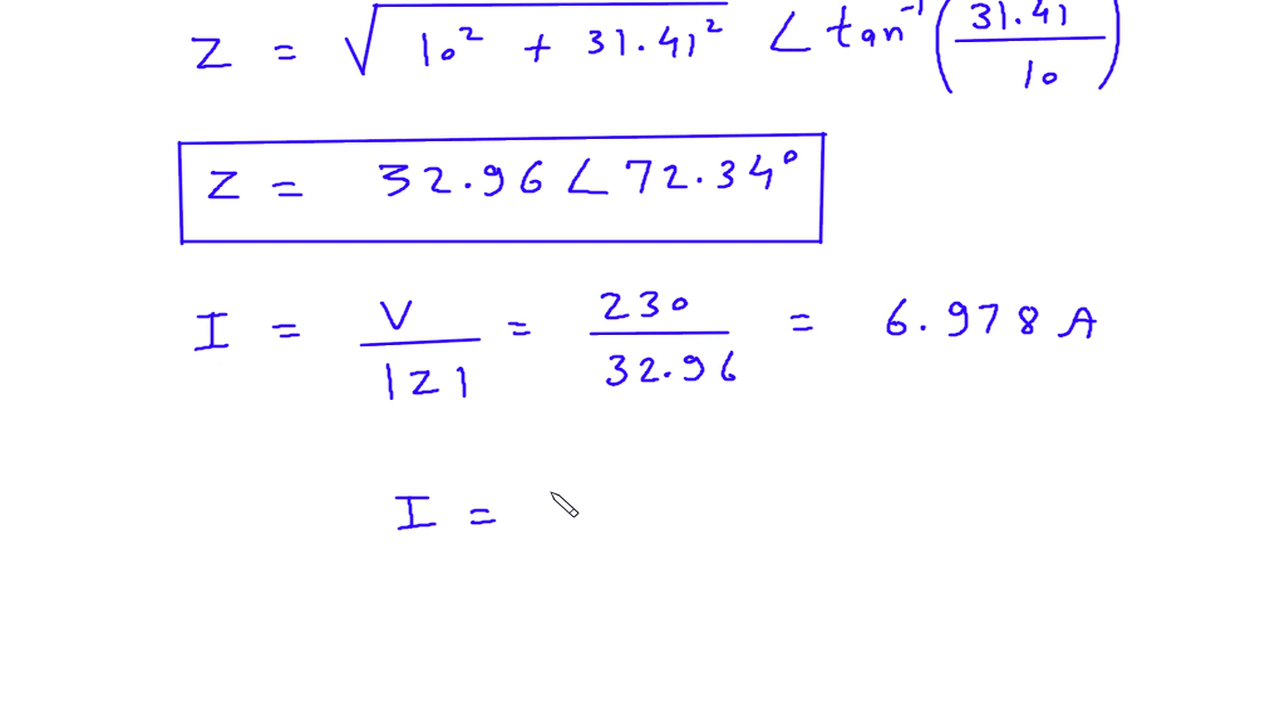 Z = √ 10² + 31.41² ∠ tan⁻¹ ( 31.41 / 10 )
Z = 32.96 ∠ 72.34°
I = V / |Z| = 230 / 32.96 = 6.978 A
I =